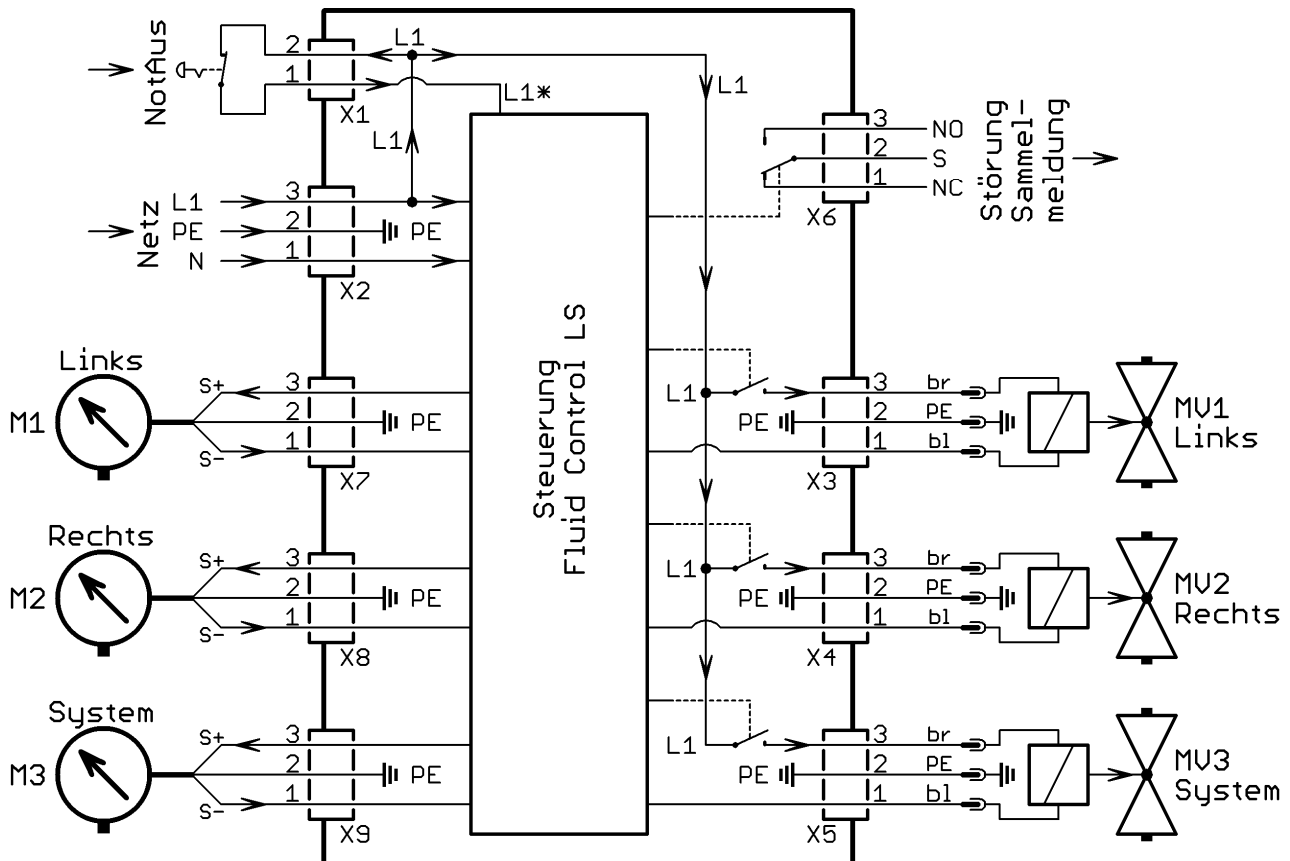 NotAus
2
1
X1
L1
L1*
L1
L1
Netz
L1
PE
N
3
2
1
X2
PE
3
2
1
X6
NO
S
NC
Störung
Sammel-
meldung
Steuerung
Fluid Control LS
Links
M1
S+
S-
3
2
1
X7
PE
L1
PE
3
2
1
X3
br
PE
bl
MV1
Links
Rechts
M2
S+
S-
3
2
1
X8
PE
L1
PE
3
2
1
X4
br
PE
bl
MV2
Rechts
System
M3
S+
S-
3
2
1
X9
PE
L1
PE
3
2
1
X5
br
PE
bl
MV3
System